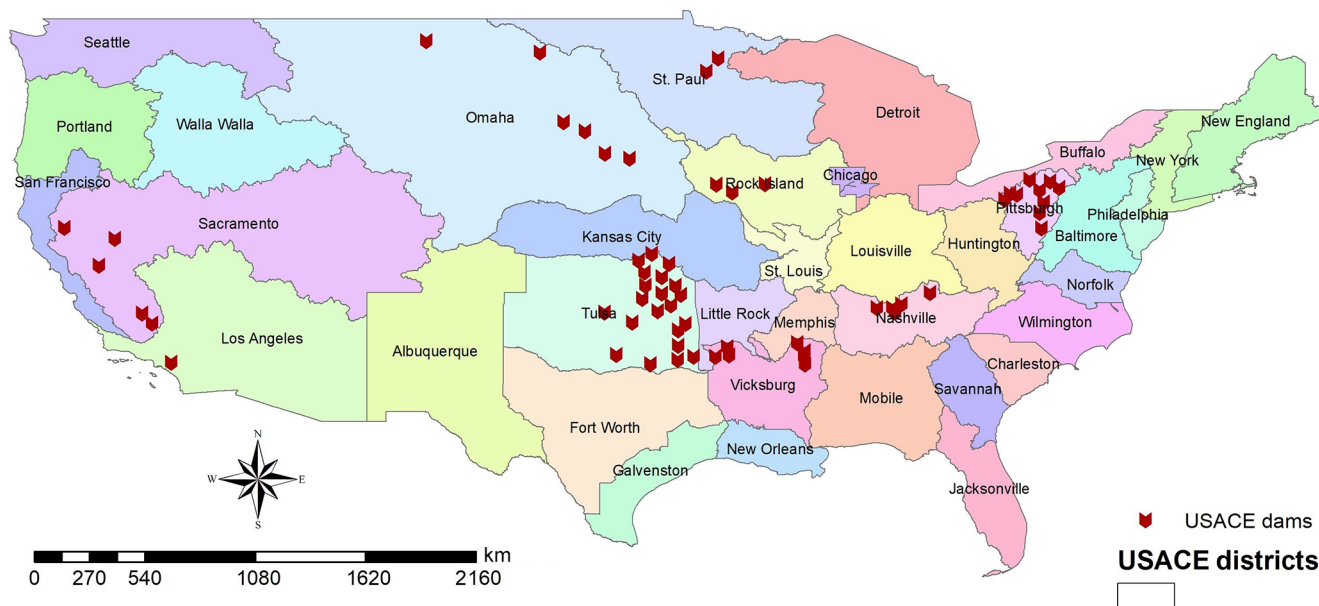 Seattle
Portland
Walla Walla
Omaha
St. Paul
Detroit
New England
New York
Buffalo
San Francisco
Sacramento
Rock Island
Chicago
Pittsburgh
Philadelphia
Baltimore
Kansas City
St. Louis
Louisville
Huntington
Norfolk
Los Angeles
Albuquerque
Tulsa
Little Rock
Memphis
Nashville
Wilmington
Charleston
Savannah
Vicksburg
Mobile
Fort Worth
New Orleans
Galvenston
Jacksonville
N
W E
S
km
0 270 540 1080 1620 2160
USACE dams
USACE districts